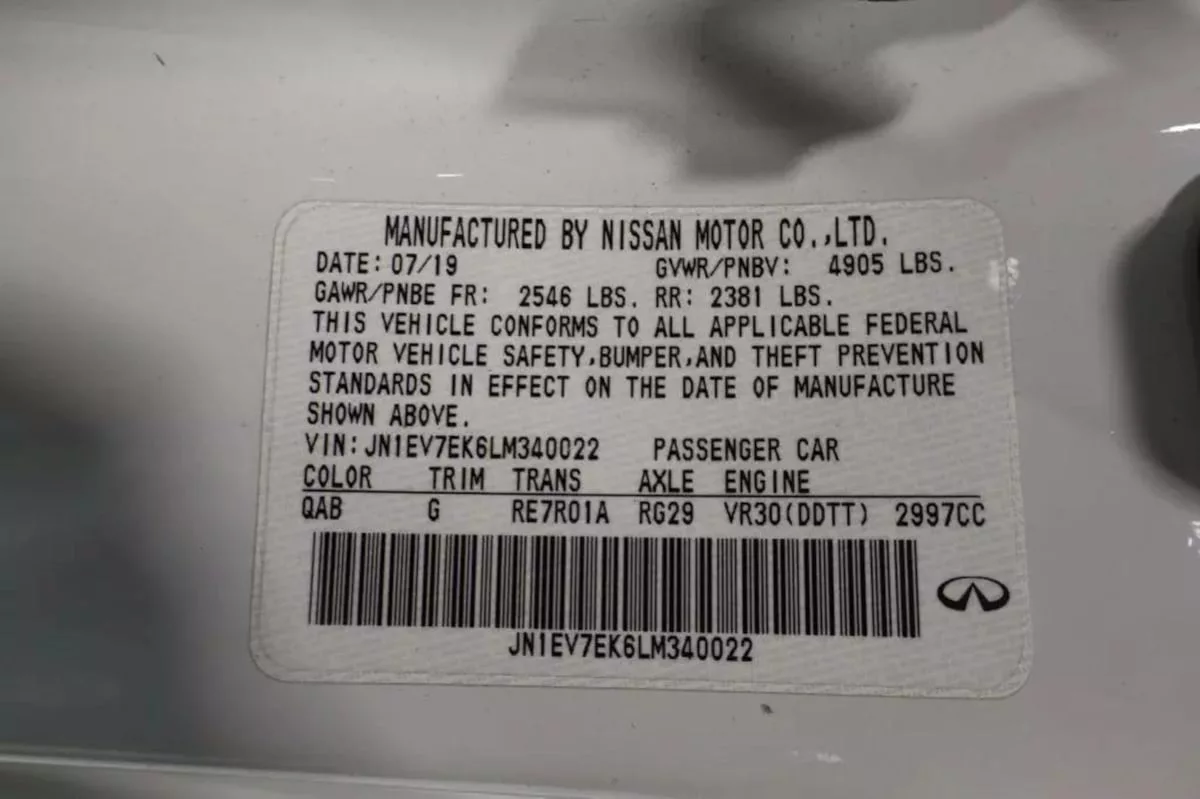 MANUFACTURED BY NISSAN MOTOR CO.,LTD.
DATE: 07/19 GVWR/PNBV: 4905 LBS.
GAWR/PNBE FR: 2546 LBS. RR: 2381 LBS.
THIS VEHICLE CONFORMS TO ALL APPLICABLE FEDERAL
MOTOR VEHICLE SAFETY,BUMPER,AND THEFT PREVENTION
STANDARDS IN EFFECT ON THE DATE OF MANUFACTURE
SHOWN ABOVE.
VIN:JN1EV7EK6LM340022 PASSENGER CAR
COLOR TRIM TRANS AXLE ENGINE
QAB G RE7R01A RG29 VR30(DDTT) 2997CC
JN1EV7EK6LM340022